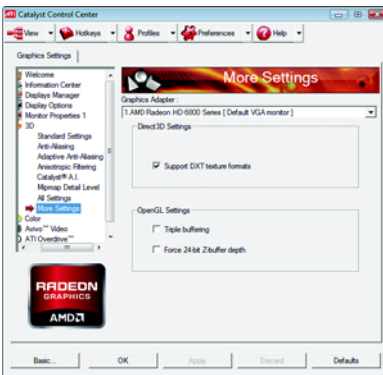 Catalyst Control Center
View Hotkeys Profiles Preferences Help
Graphics Settings
Welcome
Information Center
Displays Manager
Display Options
Monitor Properties 1
3D
Standard Settings
Anti-Aliasing
Adaptive Anti-Aliasing
Anisotropic Filtering
Catalyst® A.I.
Mipmap Detail Level
All Settings
More Settings
Color
Avivo™ Video
ATI Overdrive™
More Settings
Graphics Adapter :
1.AMD Radeon HD 6800 Series [ Default VGA monitor ]
Direct3D Settings
Support DXT texture formats
OpenGL Settings
Triple buffering
Force 24-bit Z-buffer depth
RADEON
GRAPHICS
AMD
Basic... OK Apply Discard Defaults